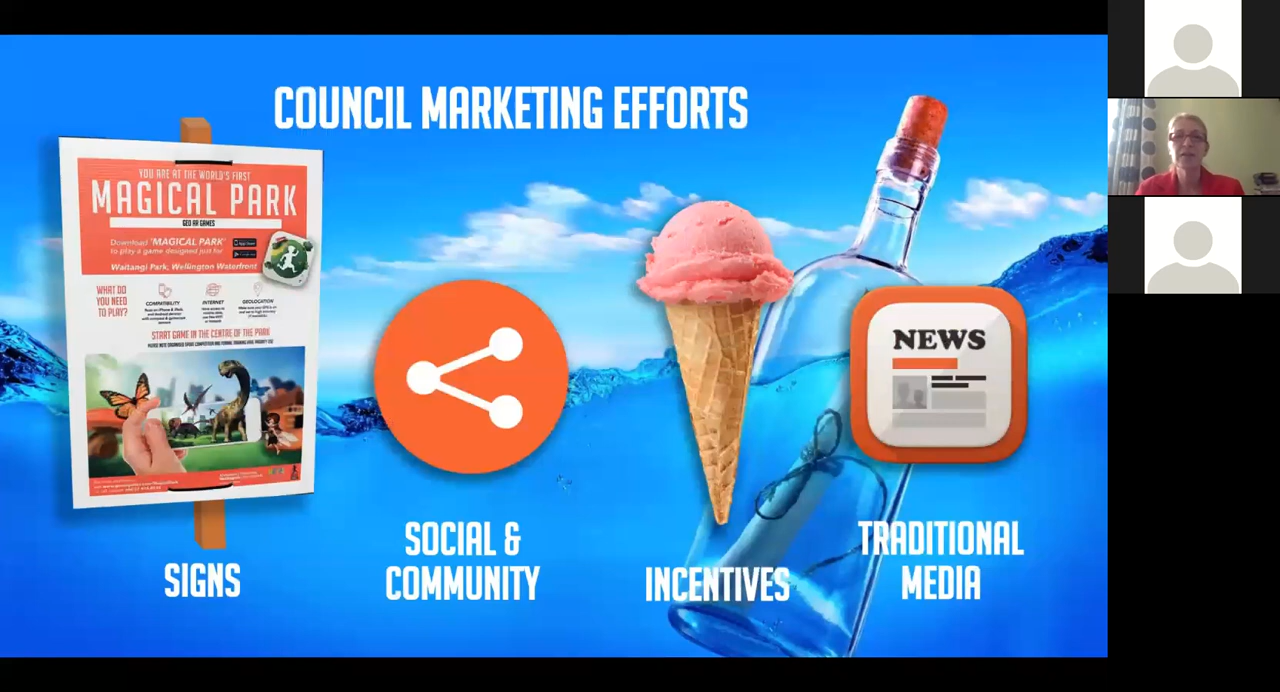 COUNCIL MARKETING EFFORTS
YOU ARE AT THE WORLD'S FIRST
MAGICAL PARK
GEO AR GAMES
Download 'MAGICAL PARK'
to play a game designed just for
Waitangi Park, Wellington Waterfront
WHAT DO
YOU NEED
TO PLAY?
COMPATIBILITY
INTERNET
GEOLOCATION
START GAME IN THE CENTRE OF THE PARK
NEWS
SIGNS
SOCIAL &
COMMUNITY
INCENTIVES
TRADITIONAL
MEDIA